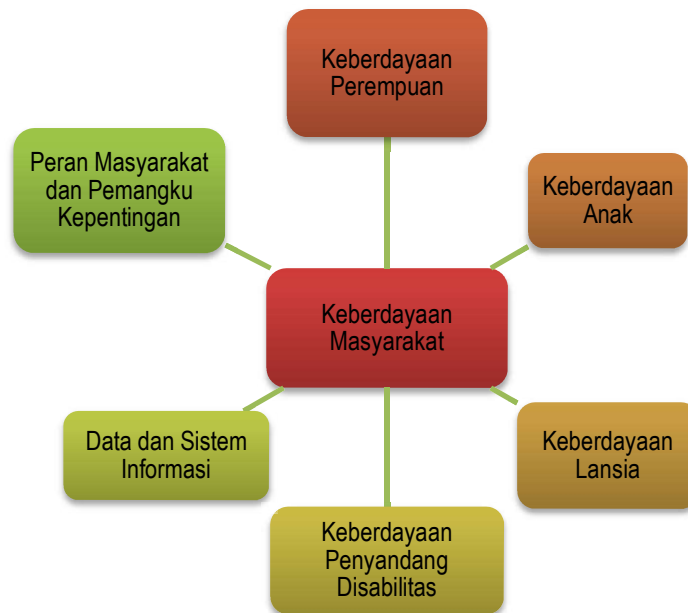 Keberdayaan
Perempuan
Peran Masyarakat
dan Pemangku
Kepentingan
Keberdayaan
Anak
Keberdayaan
Masyarakat
Data dan Sistem
Informasi
Keberdayaan
Lansia
Keberdayaan
Penyandang
Disabilitas